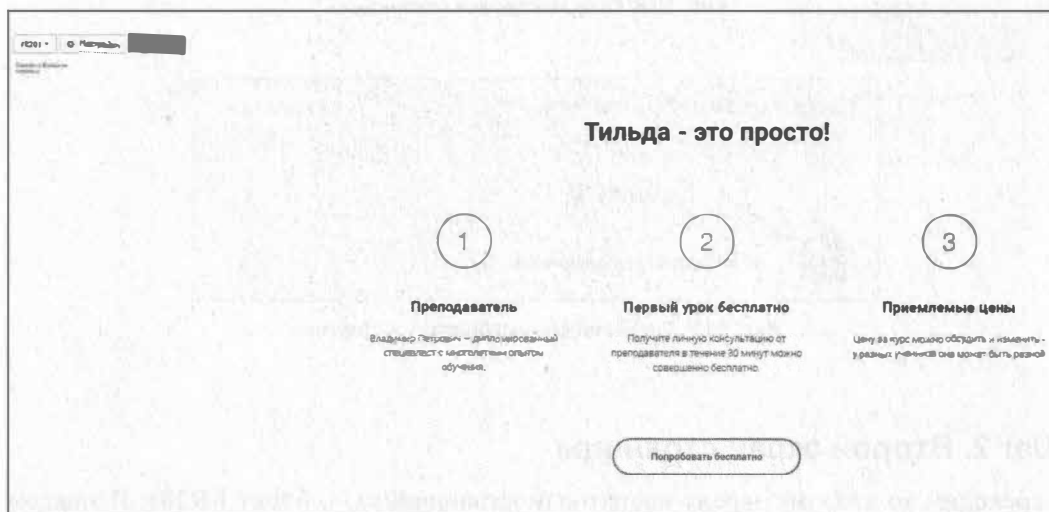 FR201
Настройки
Тильда - это просто!
1
2
3
Преподаватель
Первый урок бесплатно
Приемлемые цены
Владимир Петрович – дипломированный
специалист с многолетним опытом
обучения.
Получите личную консультацию от
преподавателя в течение 30 минут можно
совершенно бесплатно
Цену за курс можно обсудить и изменить -
у разных учеников она может быть разной
Попробовать бесплатно